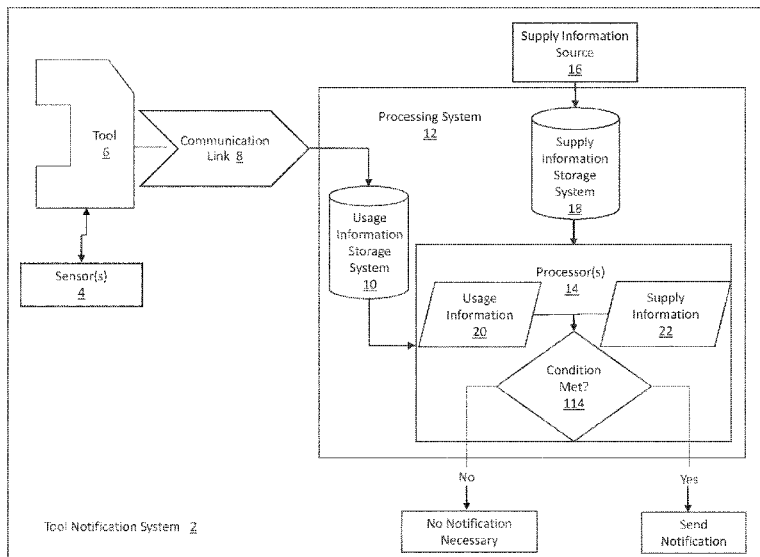 Supply Information
Source
16
Processing System
12
Tool
6
Communication
Link 8
Supply
Information
Storage
System
18
Usage
Information
Storage
System
10
Sensor(s)
4
Processor(s)
14
Usage
Information
20
Supply
Information
22
Condition
Met?
114
No
Yes
Tool Notification System 2
No Notification
Necessary
Send
Notification